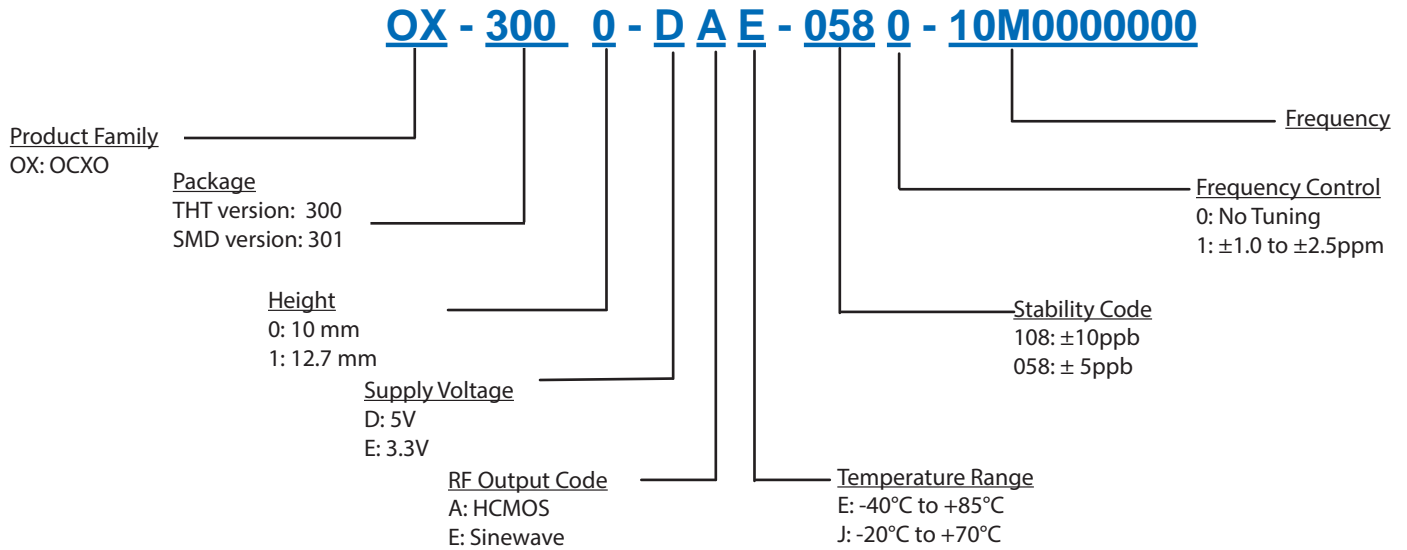 OX - 300 0 - D A E - 058 0 - 10M0000000
Product Family
OX: OCXO
Package
THT version: 300
SMD version: 301
Height
0: 10 mm
1: 12.7 mm
Supply Voltage
D: 5V
E: 3.3V
RF Output Code
A: HCMOS
E: Sinewave
Temperature Range
E: -40°C to +85°C
J: -20°C to +70°C
Stability Code
108: ±10ppb
058: ± 5ppb
Frequency Control
0: No Tuning
1: ±1.0 to ±2.5ppm
Frequency